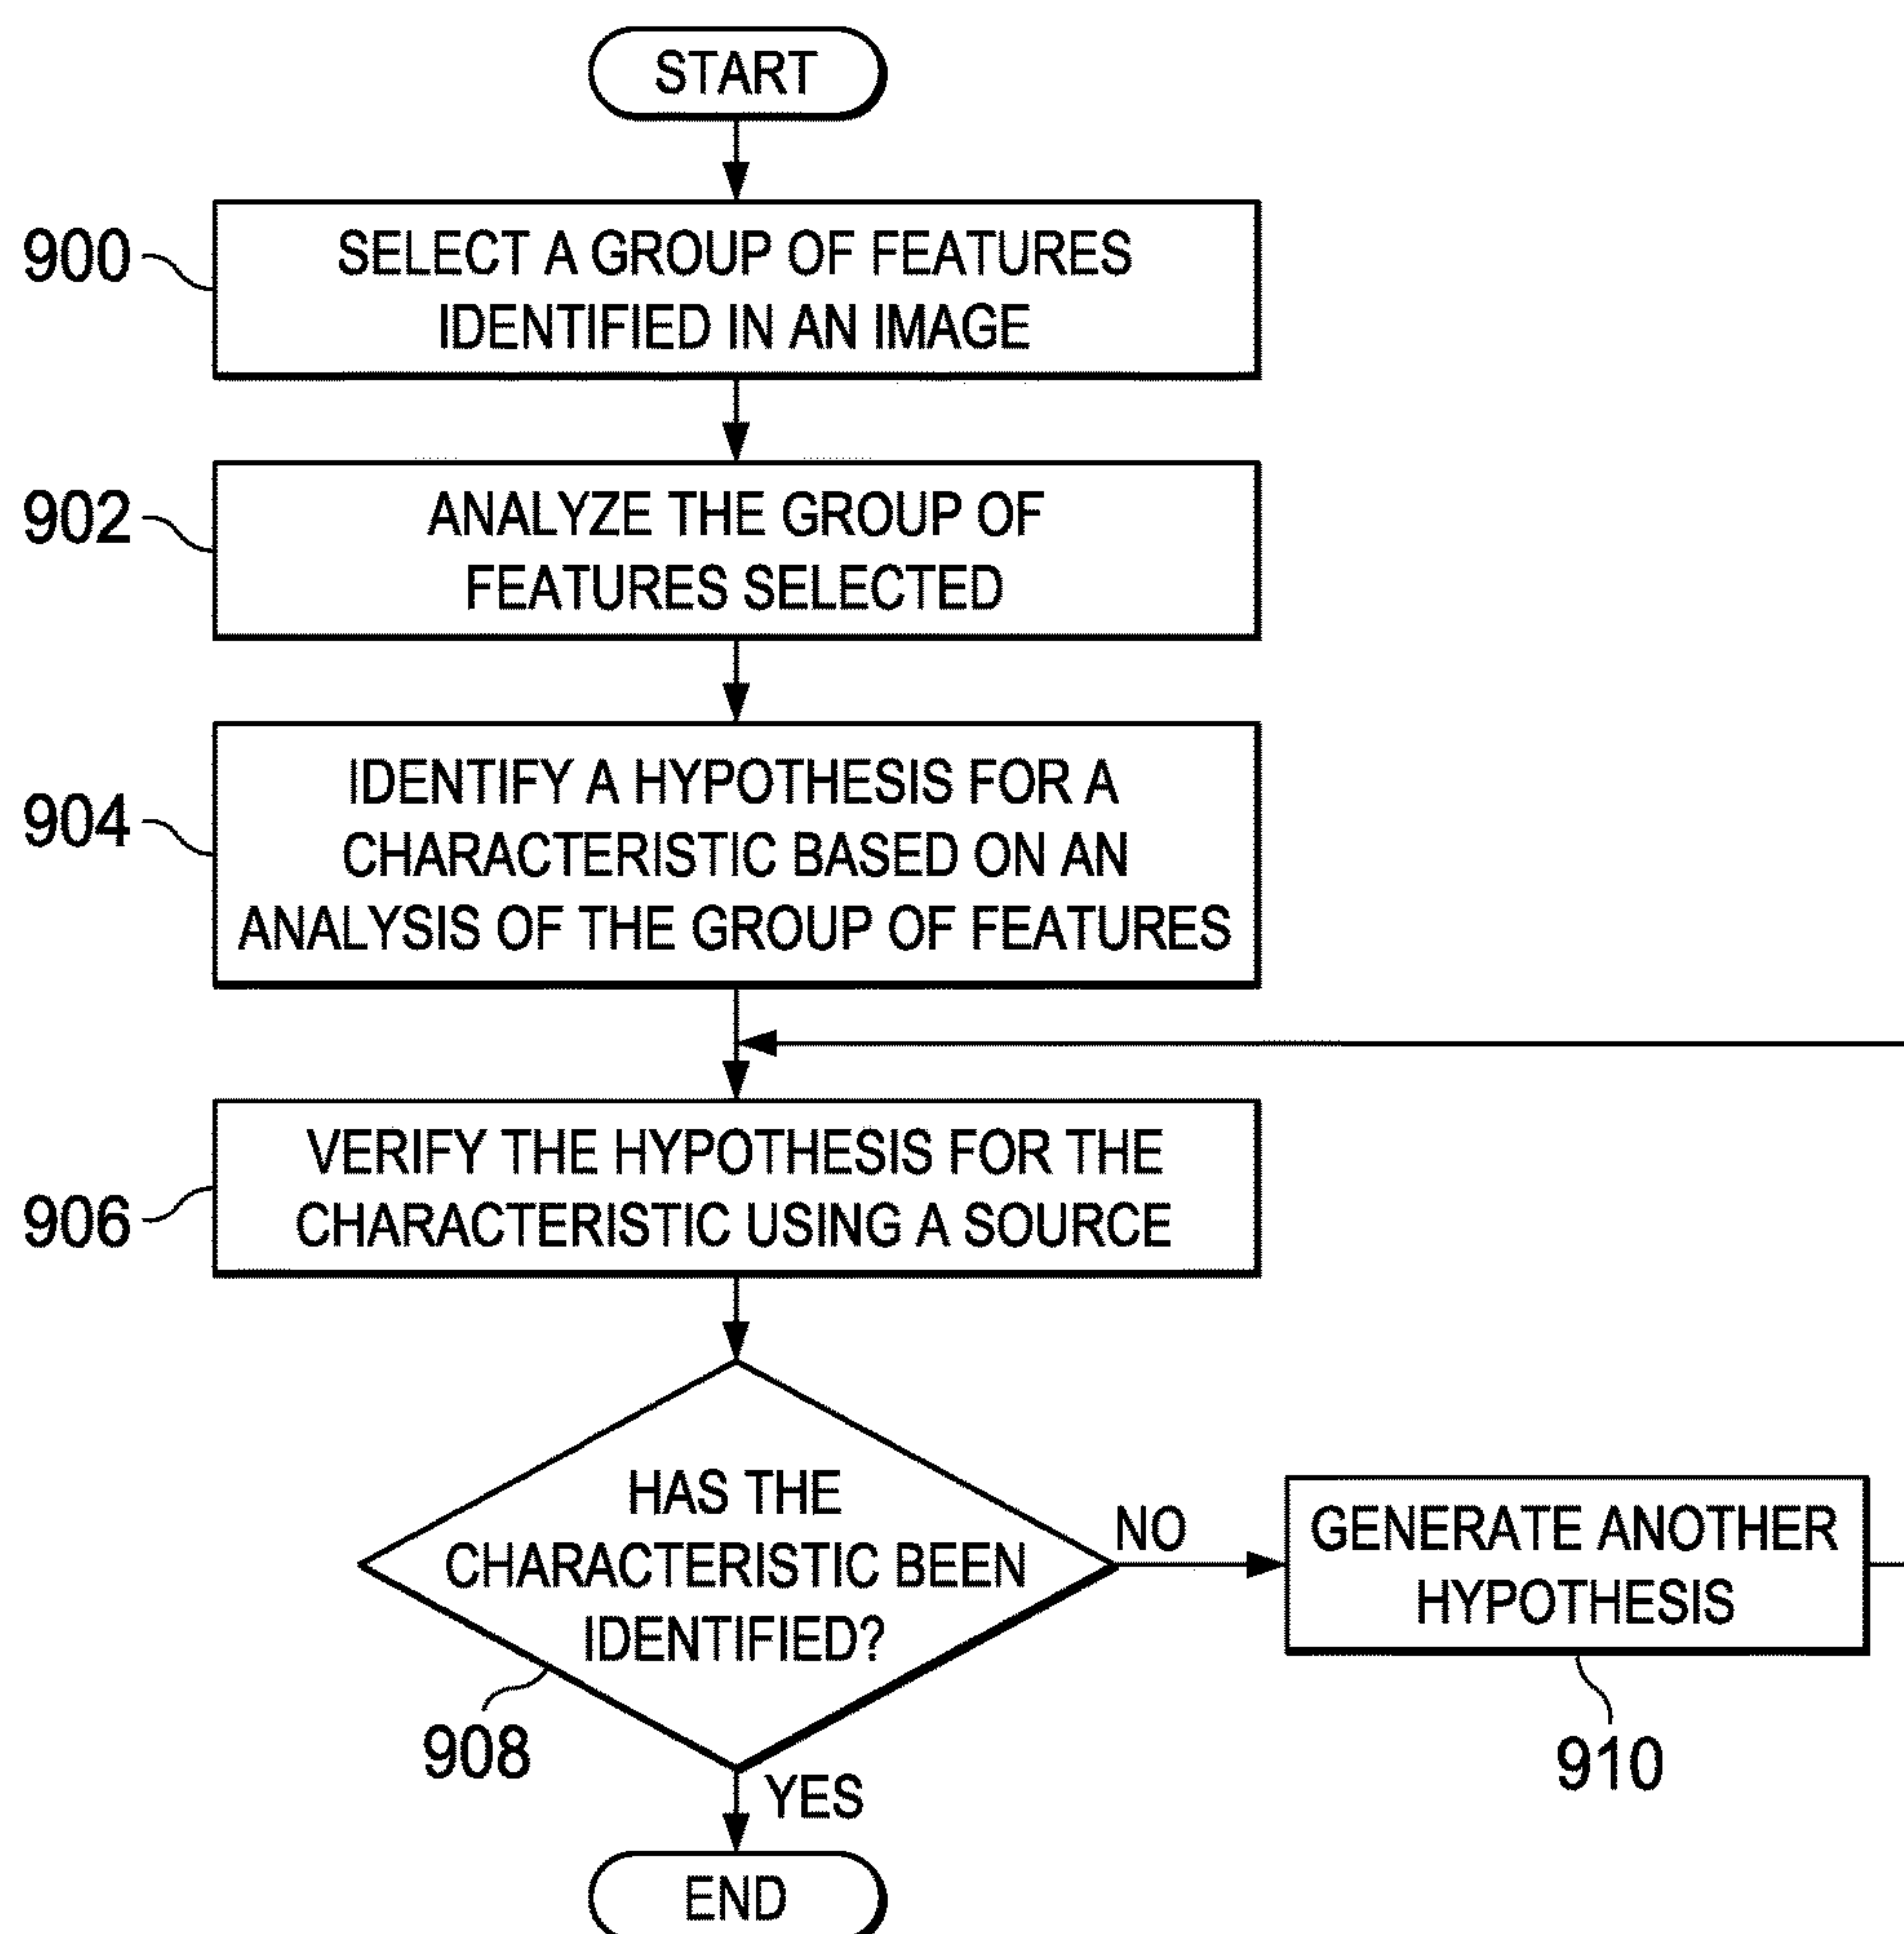 START
900
SELECT A GROUP OF FEATURES
IDENTIFIED IN AN IMAGE
902
ANALYZE THE GROUP OF
FEATURES SELECTED
904
IDENTIFY A HYPOTHESIS FOR A
CHARACTERISTIC BASED ON AN
ANALYSIS OF THE GROUP OF FEATURES
906
VERIFY THE HYPOTHESIS FOR THE
CHARACTERISTIC USING A SOURCE
HAS THE
CHARACTERISTIC BEEN
IDENTIFIED?
908
NO
GENERATE ANOTHER
HYPOTHESIS
910
YES
END